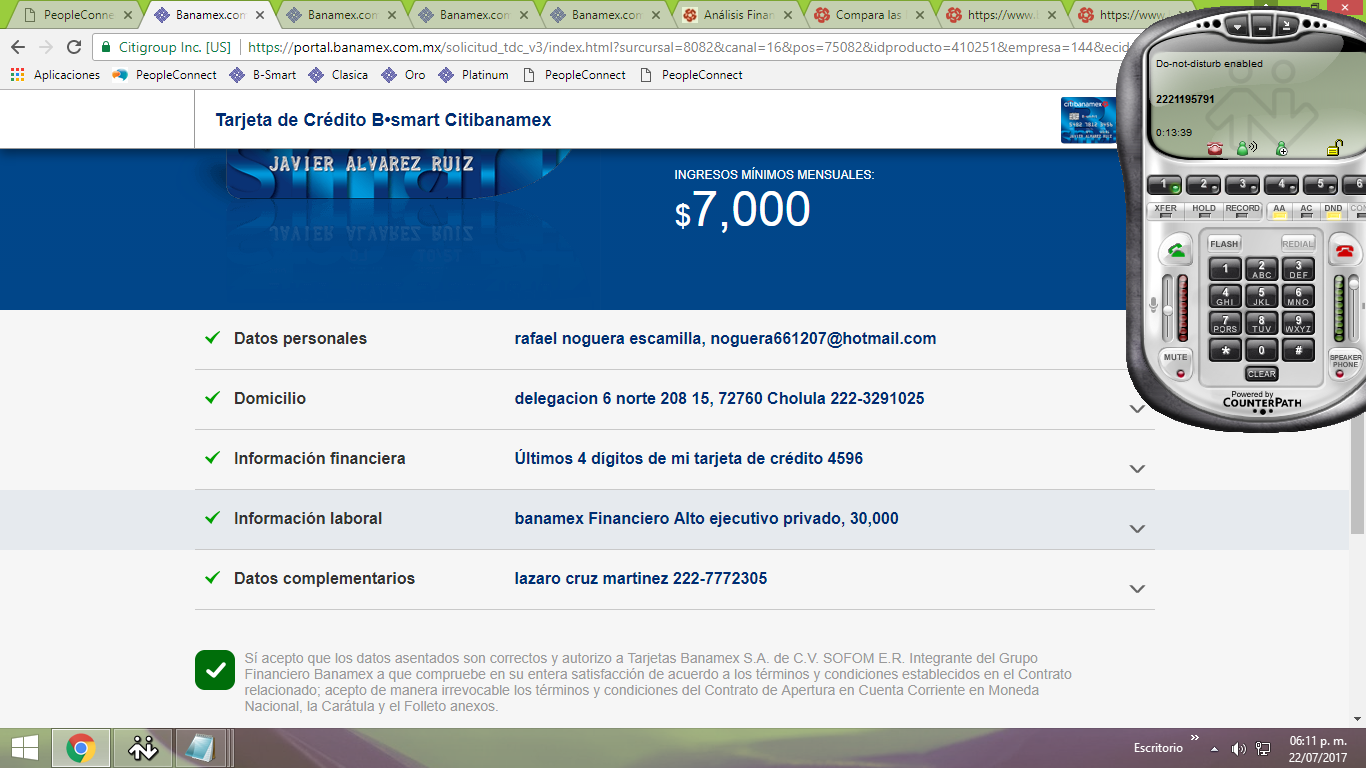 PeopleConne
Banamex.con
Banamex.con
Banamex.con
Banamex.con
Análisis Finan
Compara las
https://www.
https://www.
Citigroup Inc. [US] https://portal.banamex.com.mx/solicitud_tdc_v3/index.html?surcursal=8082&canal=16&pos=75082&idproducto=410251&empresa=144&ecid
Aplicaciones PeopleConnect B-Smart Clasica Oro Platinum PeopleConnect PeopleConnect
Tarjeta de Crédito B•smart Citibanamex
citibanamex
JAVIER ALVAREZ RUIZ
INGRESOS MÍNIMOS MENSUALES:
$7,000
Datos personales rafael noguera escamilla, noguera661207@hotmail.com
Domicilio delegacion 6 norte 208 15, 72760 Cholula 222-3291025
Información financiera Últimos 4 dígitos de mi tarjeta de crédito 4596
Información laboral banamex Financiero Alto ejecutivo privado, 30,000
Datos complementarios lazaro cruz martinez 222-7772305
Sí acepto que los datos asentados son correctos y autorizo a Tarjetas Banamex S.A. de C.V. SOFOM E.R. Integrante del Grupo
Financiero Banamex a que compruebe en su entera satisfacción de acuerdo a los términos y condiciones establecidos en el Contrato
relacionado; acepto de manera irrevocable los términos y condiciones del Contrato de Apertura en Cuenta Corriente en Moneda
Nacional, la Carátula y el Folleto anexos.
Do-not-disturb enabled
2221195791
0:13:39
1 2 3 4 5 6
XFER HOLD RECORD AA AC DND CON
FLASH REDIAL
1 2 ABC 3 DEF
4 GHI 5 JKL 6 MNO
7 PQRS 8 TUV 9 WXYZ
* 0 #
MUTE CLEAR SPEAKER PHONE
Powered by
COUNTERPATH
Escritorio »
06:11 p. m.
22/07/2017